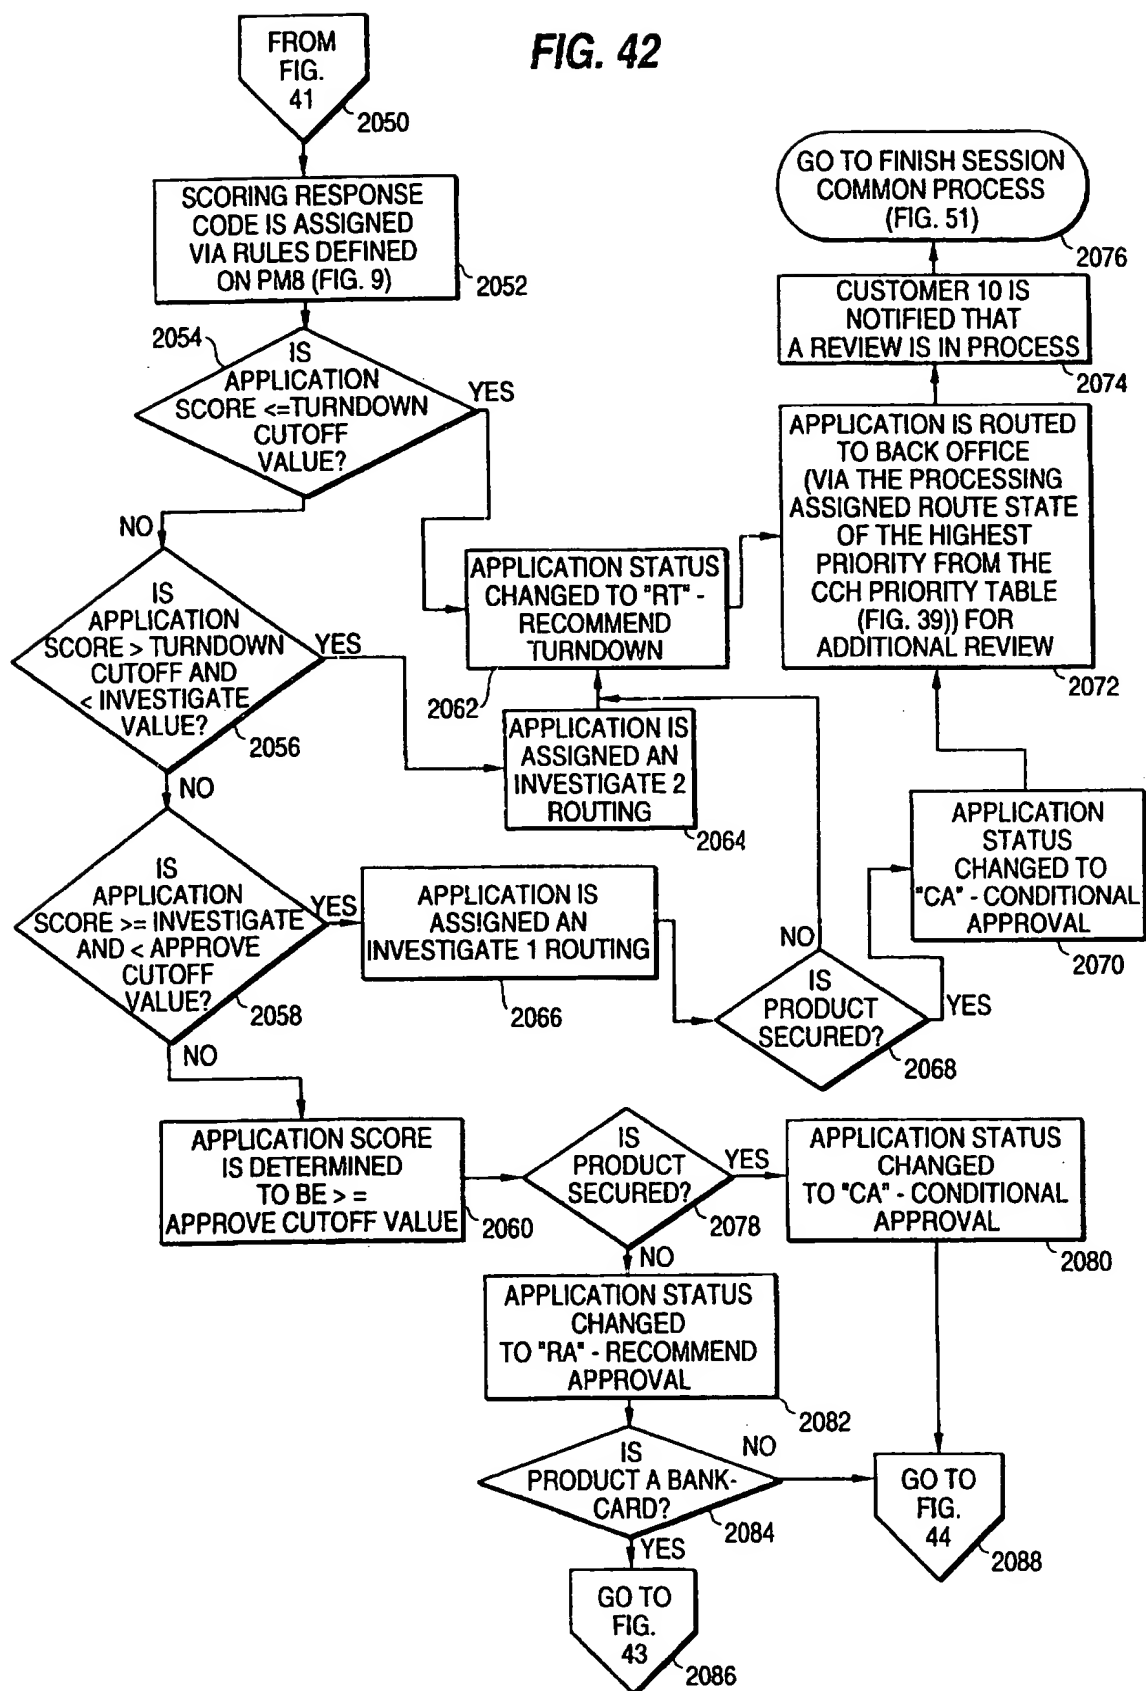 FIG. 42
FROM
FIG.
41
2050
SCORING RESPONSE
CODE IS ASSIGNED
VIA RULES DEFINED
ON PM8 (FIG. 9)
2052
2054
IS
APPLICATION
SCORE <=TURNDOWN
CUTOFF
VALUE?
YES
NO
IS
APPLICATION
SCORE > TURNDOWN
CUTOFF AND
< INVESTIGATE
VALUE?
YES
2056
NO
IS
APPLICATION
SCORE >= INVESTIGATE
AND < APPROVE
CUTOFF
VALUE?
YES
2058
NO
APPLICATION SCORE
IS DETERMINED
TO BE > =
APPROVE CUTOFF VALUE
2060
APPLICATION STATUS
CHANGED TO "RT" -
RECOMMEND
TURNDOWN
2062
APPLICATION IS
ASSIGNED AN
INVESTIGATE 2
ROUTING
2064
APPLICATION IS
ASSIGNED AN
INVESTIGATE 1 ROUTING
2066
NO
IS
PRODUCT
SECURED?
YES
2068
APPLICATION
STATUS
CHANGED TO
"CA" - CONDITIONAL
APPROVAL
2070
APPLICATION IS ROUTED
TO BACK OFFICE
(VIA THE PROCESSING
ASSIGNED ROUTE STATE
OF THE HIGHEST
PRIORITY FROM THE
CCH PRIORITY TABLE
(FIG. 39)) FOR
ADDITIONAL REVIEW
2072
CUSTOMER 10 IS
NOTIFIED THAT
A REVIEW IS IN PROCESS
2074
GO TO FINISH SESSION
COMMON PROCESS
(FIG. 51)
2076
IS
PRODUCT
SECURED?
YES
2078
NO
APPLICATION STATUS
CHANGED
TO "CA" - CONDITIONAL
APPROVAL
2080
APPLICATION STATUS
CHANGED
TO "RA" - RECOMMEND
APPROVAL
2082
IS
PRODUCT A BANK-
CARD?
NO
2084
YES
GO TO
FIG.
43
2086
GO TO
FIG.
44
2088